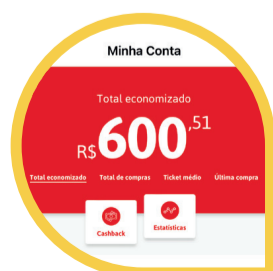 Minha Conta
Total economizado
R$600,51
Total economizado Total de compras Ticket médio Última compra
Cashback Estatísticas